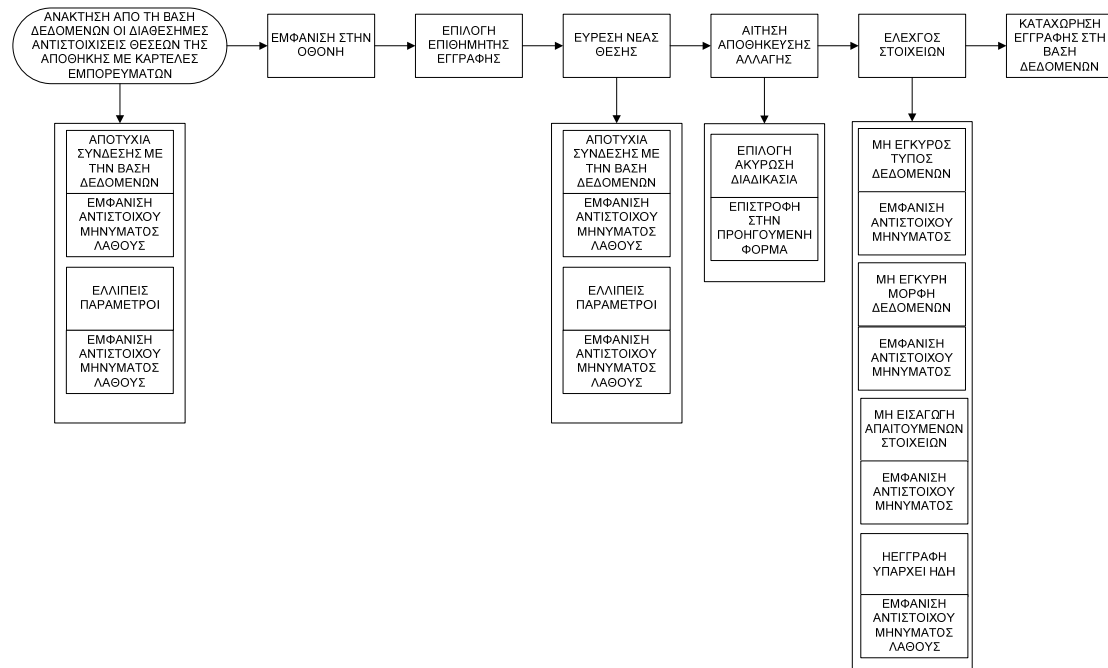 ΑΝΑΚΤΗΣΗ ΑΠΟ ΤΗ ΒΑΣΗ
ΔΕΔΟΜΕΝΩΝ ΟΙ ΔΙΑΘΕΣΗΜΕΣ
ΑΝΤΙΣΤΟΙΧΙΣΕΙΣ ΘΕΣΕΩΝ ΤΗΣ
ΑΠΟΘΗΚΗΣ ΜΕ ΚΑΡΤΕΛΕΣ
ΕΜΠΟΡΕΥΜΑΤΩΝ
ΕΜΦΑΝΙΣΗ ΣΤΗΝ
ΟΘΟΝΗ
ΕΠΙΛΟΓΗ
ΕΠΙΘΗΜΗΤΗΣ
ΕΓΓΡΑΦΗΣ
ΕΥΡΕΣΗ ΝΕΑΣ
ΘΕΣΗΣ
ΑΙΤΗΣΗ
ΑΠΟΘΗΚΕΥΣΗΣ
ΑΛΛΑΓΗΣ
ΕΛΕΧΓΟΣ
ΣΤΟΙΧΕΙΩΝ
ΚΑΤΑΧΩΡΗΣΗ
ΕΓΓΡΑΦΗΣ ΣΤΗ
ΒΑΣΗ
ΔΕΔΟΜΕΝΩΝ
ΑΠΟΤΥΧΙΑ
ΣΥΝΔΕΣΗΣ ΜΕ
ΤΗΝ ΒΑΣΗ
ΔΕΔΟΜΕΝΩΝ
ΕΜΦΑΝΙΣΗ
ΑΝΤΙΣΤΟΙΧΟΥ
ΜΗΝΥΜΑΤΟΣ
ΛΑΘΟΥΣ
ΕΛΛΙΠΕΙΣ
ΠΑΡΑΜΕΤΡΟΙ
ΕΜΦΑΝΙΣΗ
ΑΝΤΙΣΤΟΙΧΟΥ
ΜΗΝΥΜΑΤΟΣ
ΛΑΘΟΥΣ
ΑΠΟΤΥΧΙΑ
ΣΥΝΔΕΣΗΣ ΜΕ
ΤΗΝ ΒΑΣΗ
ΔΕΔΟΜΕΝΩΝ
ΕΜΦΑΝΙΣΗ
ΑΝΤΙΣΤΟΙΧΟΥ
ΜΗΝΥΜΑΤΟΣ
ΛΑΘΟΥΣ
ΕΛΛΙΠΕΙΣ
ΠΑΡΑΜΕΤΡΟΙ
ΕΜΦΑΝΙΣΗ
ΑΝΤΙΣΤΟΙΧΟΥ
ΜΗΝΥΜΑΤΟΣ
ΛΑΘΟΥΣ
ΕΠΙΛΟΓΗ
ΑΚΥΡΩΣΗ
ΔΙΑΔΙΚΑΣΙΑ
ΕΠΙΣΤΡΟΦΗ
ΣΤΗΝ
ΠΡΟΗΓΟΥΜΕΝΗ
ΦΟΡΜΑ
ΜΗ ΕΓΚΥΡΟΣ
ΤΥΠΟΣ
ΔΕΔΟΜΕΝΩΝ
ΕΜΦΑΝΙΣΗ
ΑΝΤΙΣΤΟΙΧΟΥ
ΜΗΝΥΜΑΤΟΣ
ΜΗ ΕΓΚΥΡΗ
ΜΟΡΦΗ
ΔΕΔΟΜΕΝΩΝ
ΕΜΦΑΝΙΣΗ
ΑΝΤΙΣΤΟΙΧΟΥ
ΜΗΝΥΜΑΤΟΣ
ΜΗ ΕΙΣΑΓΩΓΗ
ΑΠΑΙΤΟΥΜΕΝΩΝ
ΣΤΟΙΧΕΙΩΝ
ΕΜΦΑΝΙΣΗ
ΑΝΤΙΣΤΟΙΧΟΥ
ΜΗΝΥΜΑΤΟΣ
ΗΕΓΓΡΑΦΗ
ΥΠΑΡΧΕΙ ΗΔΗ
ΕΜΦΑΝΙΣΗ
ΑΝΤΙΣΤΟΙΧΟΥ
ΜΗΝΥΜΑΤΟΣ
ΛΑΘΟΥΣ